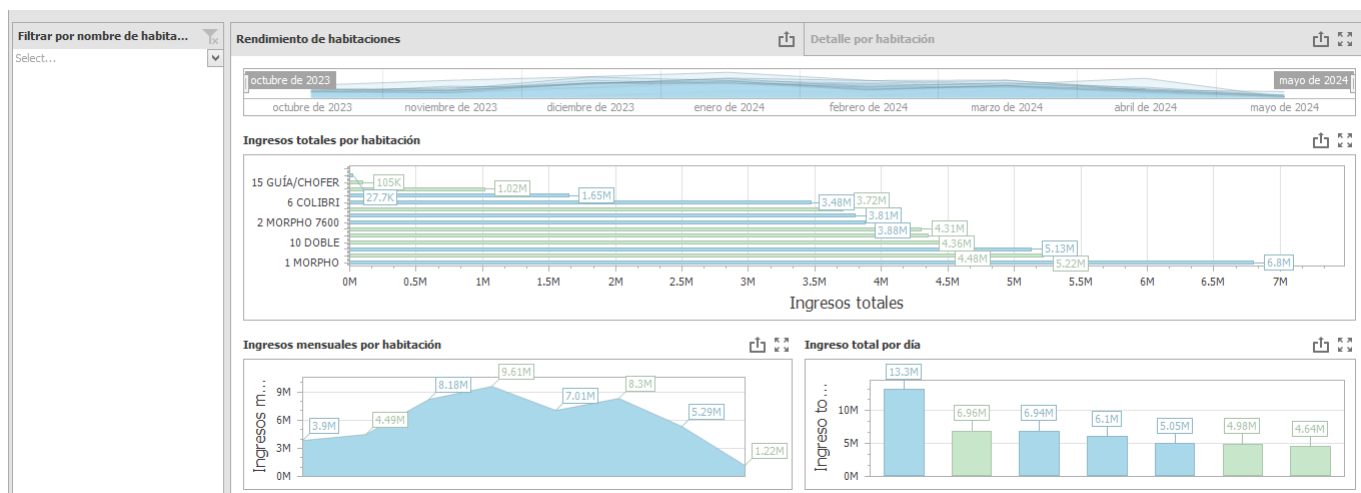 Filtrar por nombre de habita...
Select...
Rendimiento de habitaciones
Detalle por habitación
octubre de 2023
mayo de 2024
octubre de 2023
noviembre de 2023
diciembre de 2023
enero de 2024
febrero de 2024
marzo de 2024
abril de 2024
mayo de 2024
Ingresos totales por habitación
15 GUÍA/CHOFER
6 COLIBRI
2 MORPHO 7600
10 DOBLE
1 MORPHO
105K
27.7K
1.02M
1.65M
3.48M
3.72M
3.81M
3.88M
4.31M
4.36M
5.13M
4.48M
5.22M
6.8M
0M
0.5M
1M
1.5M
2M
2.5M
3M
3.5M
4M
4.5M
5M
5.5M
6M
6.5M
7M
Ingresos totales
Ingresos mensuales por habitación
Ingresos m...
9M
6M
3M
0M
3.9M
4.49M
8.18M
9.61M
7.01M
8.3M
5.29M
1.22M
Ingreso total por día
Ingreso to...
10M
5M
0M
13.3M
6.96M
6.94M
6.1M
5.05M
4.98M
4.64M